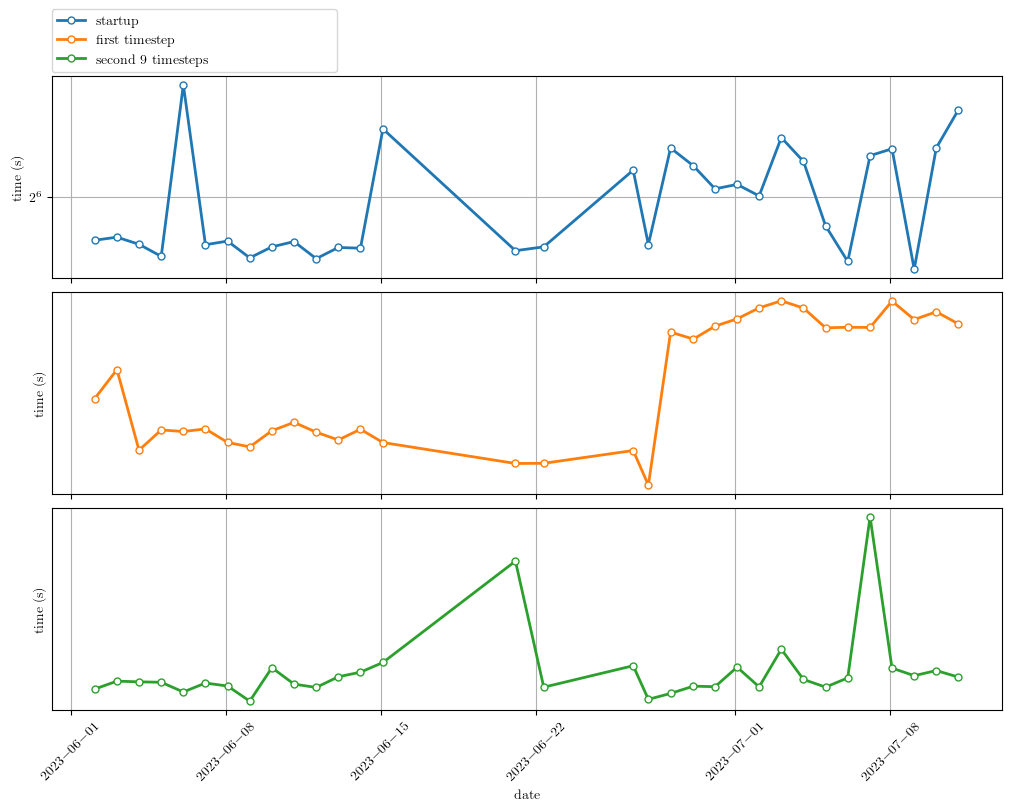 startup
first timestep
second 9 timesteps
time (s)
2⁶
time (s)
time (s)
2023−06−01
2023−06−08
2023−06−15
2023−06−22
2023−07−01
2023−07−08
date